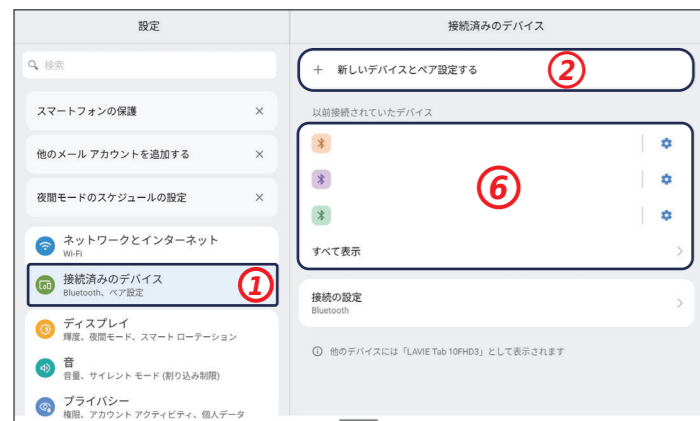 設定
検索
スマートフォンの保護
他のメール アカウントを追加する
夜間モードのスケジュールの設定
ネットワークとインターネット
Wi-Fi
接続済みのデバイス
Bluetooth、ペア設定
①
ディスプレイ
輝度、夜間モード、スマート ローテーション
音
音量、サイレント モード (割り込み制限)
プライバシー
権限、アカウント アクティビティ、個人データ
接続済みのデバイス
+ 新しいデバイスとペア設定する
②
以前接続されていたデバイス
⑥
すべて表示
接続の設定
Bluetooth
他のデバイスには「LAVIE Tab 10FHD3」として表示されます